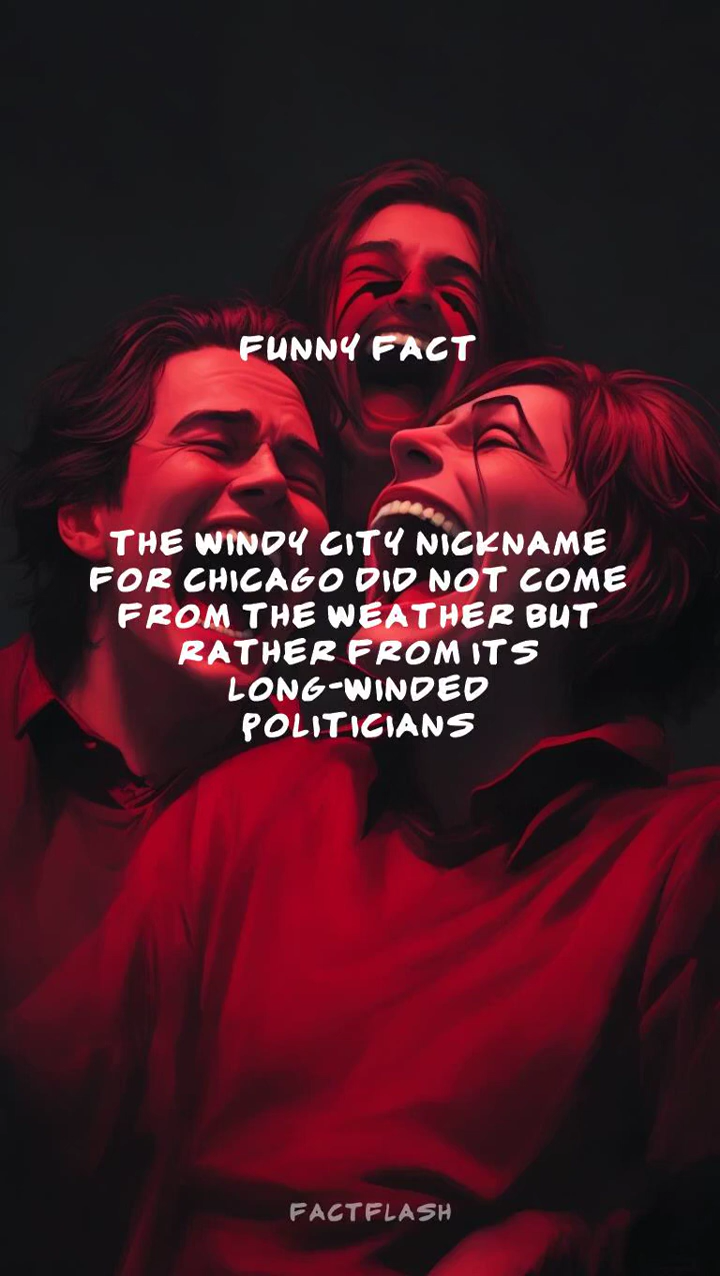 FUNNY FACT
THE WINDY CITY NICKNAME
FOR CHICAGO DID NOT COME
FROM THE WEATHER BUT
RATHER FROM ITS
LONG-WINDED
POLITICIANS
FACTFLASH